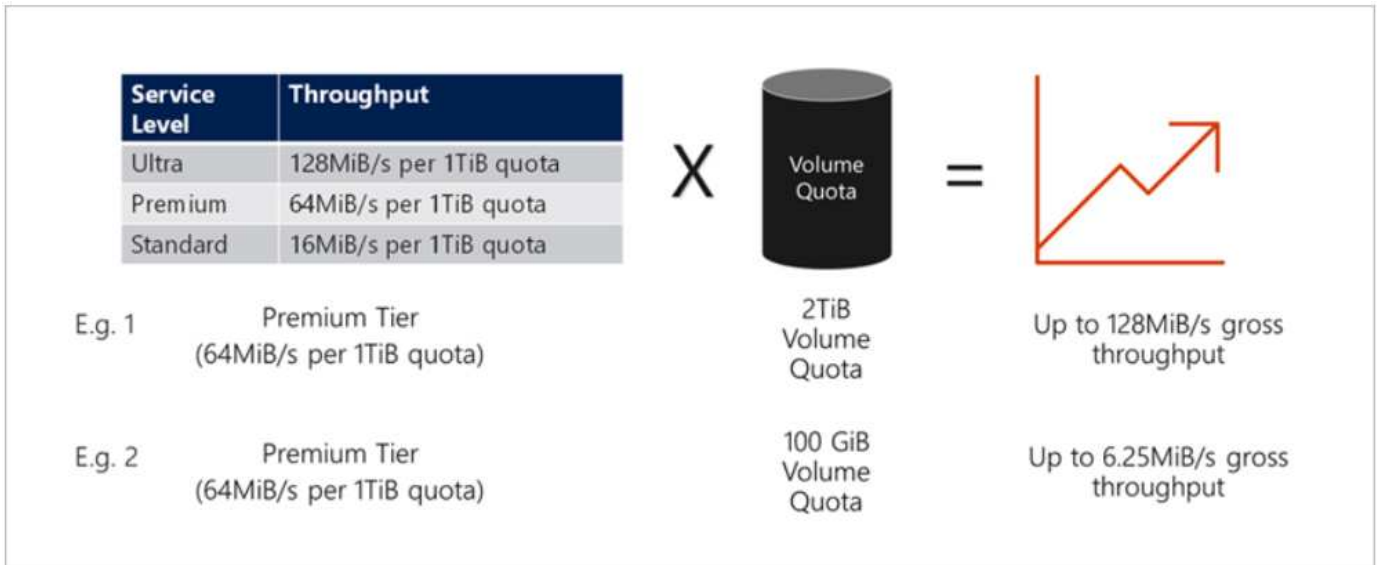 Service Level
Throughput
Ultra
128MiB/s per 1TiB quota
Premium
64MiB/s per 1TiB quota
Standard
16MiB/s per 1TiB quota
X
Volume
Quota
=
E.g. 1
Premium Tier
(64MiB/s per 1TiB quota)
2TiB
Volume
Quota
Up to 128MiB/s gross
throughput
E.g. 2
Premium Tier
(64MiB/s per 1TiB quota)
100 GiB
Volume
Quota
Up to 6.25MiB/s gross
throughput